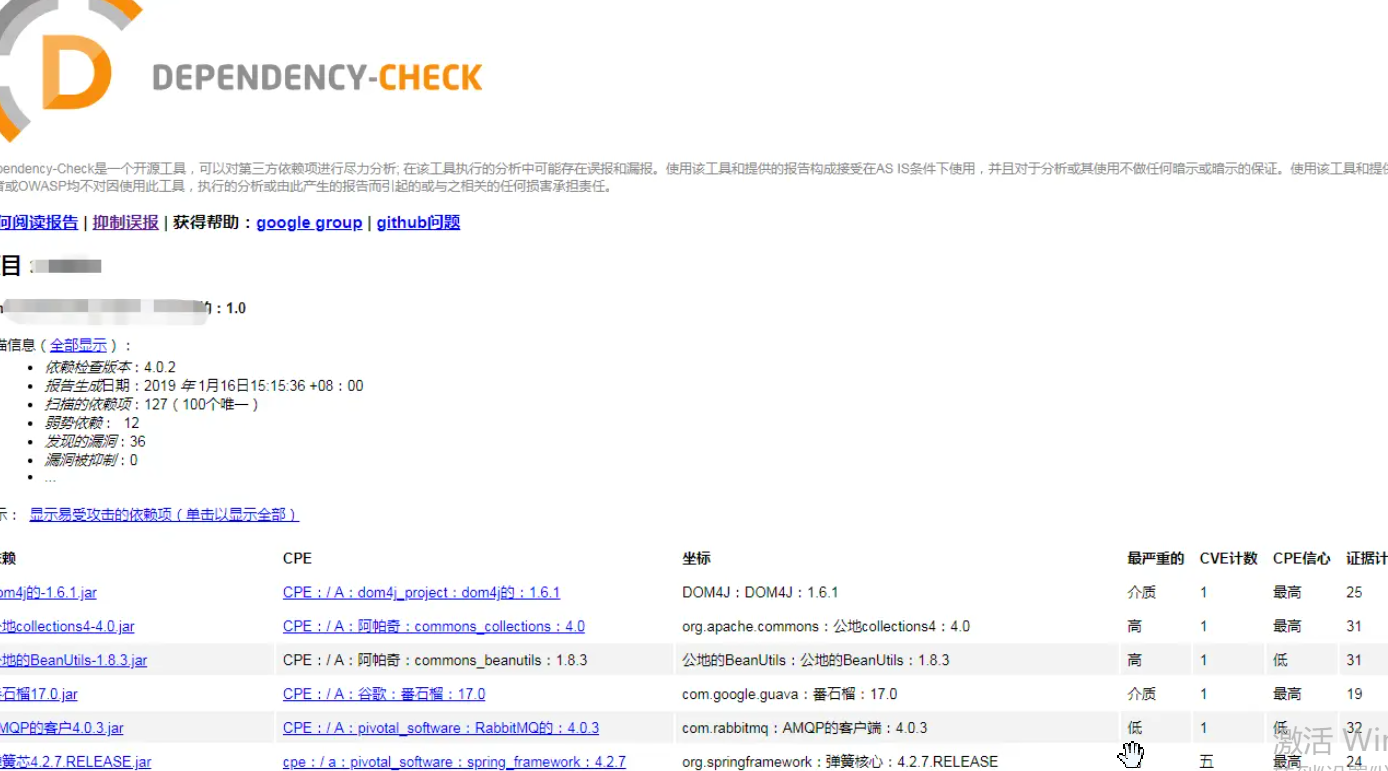 D
DEPENDENCY-CHECK
pendency-Check是一个开源工具，可以对第三方依赖项进行尽力分析; 在该工具执行的分析中可能存在误报和漏报。使用该工具和提供的报告构成接受在AS IS条件下使用，并且对于分析或其使用不做任何暗示或暗示的保证。使用该工具和提
或OWASP均不对因使用此工具，执行的分析或由此产生的报告而引起的或与之相关的任何损害承担责任。
何阅读报告 | 抑制误报 | 获得帮助：google group | github问题
目
：1.0
描信息（全部显示）：
• 依赖检查版本：4.0.2
• 报告生成日期：2019 年1月16日15:15:36 +08：00
• 扫描的依赖项：127（100个唯一）
• 弱势依赖： 12
• 发现的漏洞：36
• 漏洞被抑制：0
• ...
示： 显示易受攻击的依赖项（单击以显示全部）
赖 CPE 坐标 最严重的 CVE计数 CPE信心 证据计
om4j的-1.6.1.jar CPE：/ A：dom4j_project：dom4j的：1.6.1 DOM4J：DOM4J：1.6.1 介质 1 最高 25
地collections4-4.0.jar CPE：/ A：阿帕奇：commons_collections：4.0 org.apache.commons：公地collections4：4.0 高 1 最高 31
地的BeanUtils-1.8.3.jar CPE：/ A：阿帕奇：commons_beanutils：1.8.3 公地的BeanUtils：公地的BeanUtils：1.8.3 高 1 低 31
石榴17.0.jar CPE：/ A：谷歌：番石榴：17.0 com.google.guava：番石榴：17.0 介质 1 最高 19
MQP的客户4.0.3.jar CPE：/ A：pivotal_software：RabbitMQ的：4.0.3 com.rabbitmq：AMQP的客户端：4.0.3 低 1 低 32
弹簧芯4.2.7.RELEASE.jar cpe：/ a：pivotal_software：spring_framework：4.2.7 org.springframework：弹簧核心：4.2.7.RELEASE 五 最高 24
激活 Win